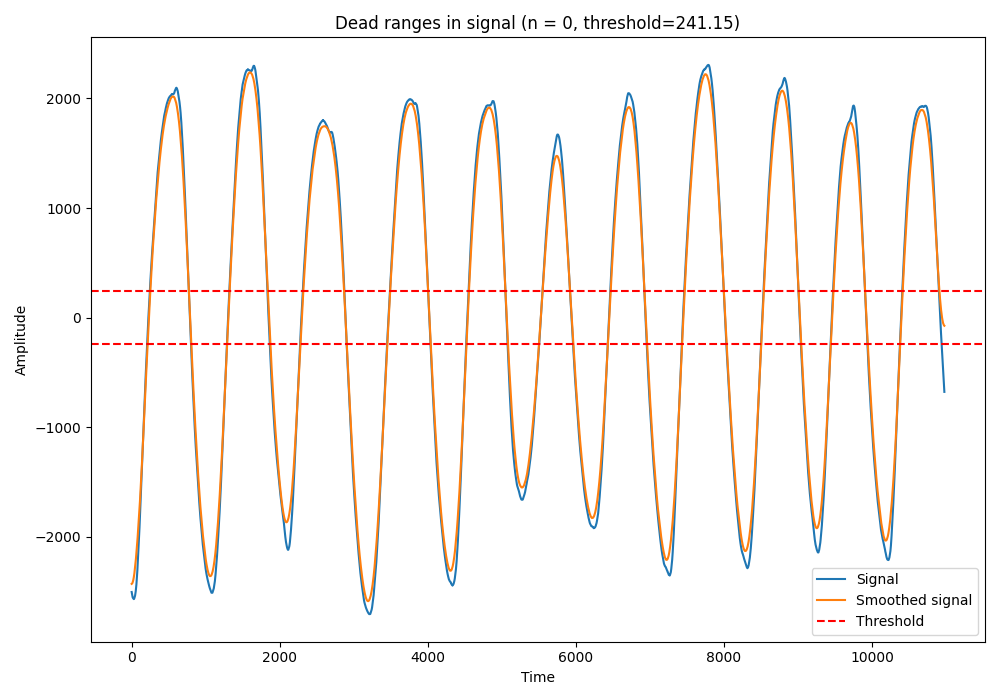 Dead ranges in signal (n = 0, threshold=241.15)
Amplitude
2000
1000
0
−1000
−2000
0
2000
4000
6000
8000
10000
Time
Signal
Smoothed signal
Threshold